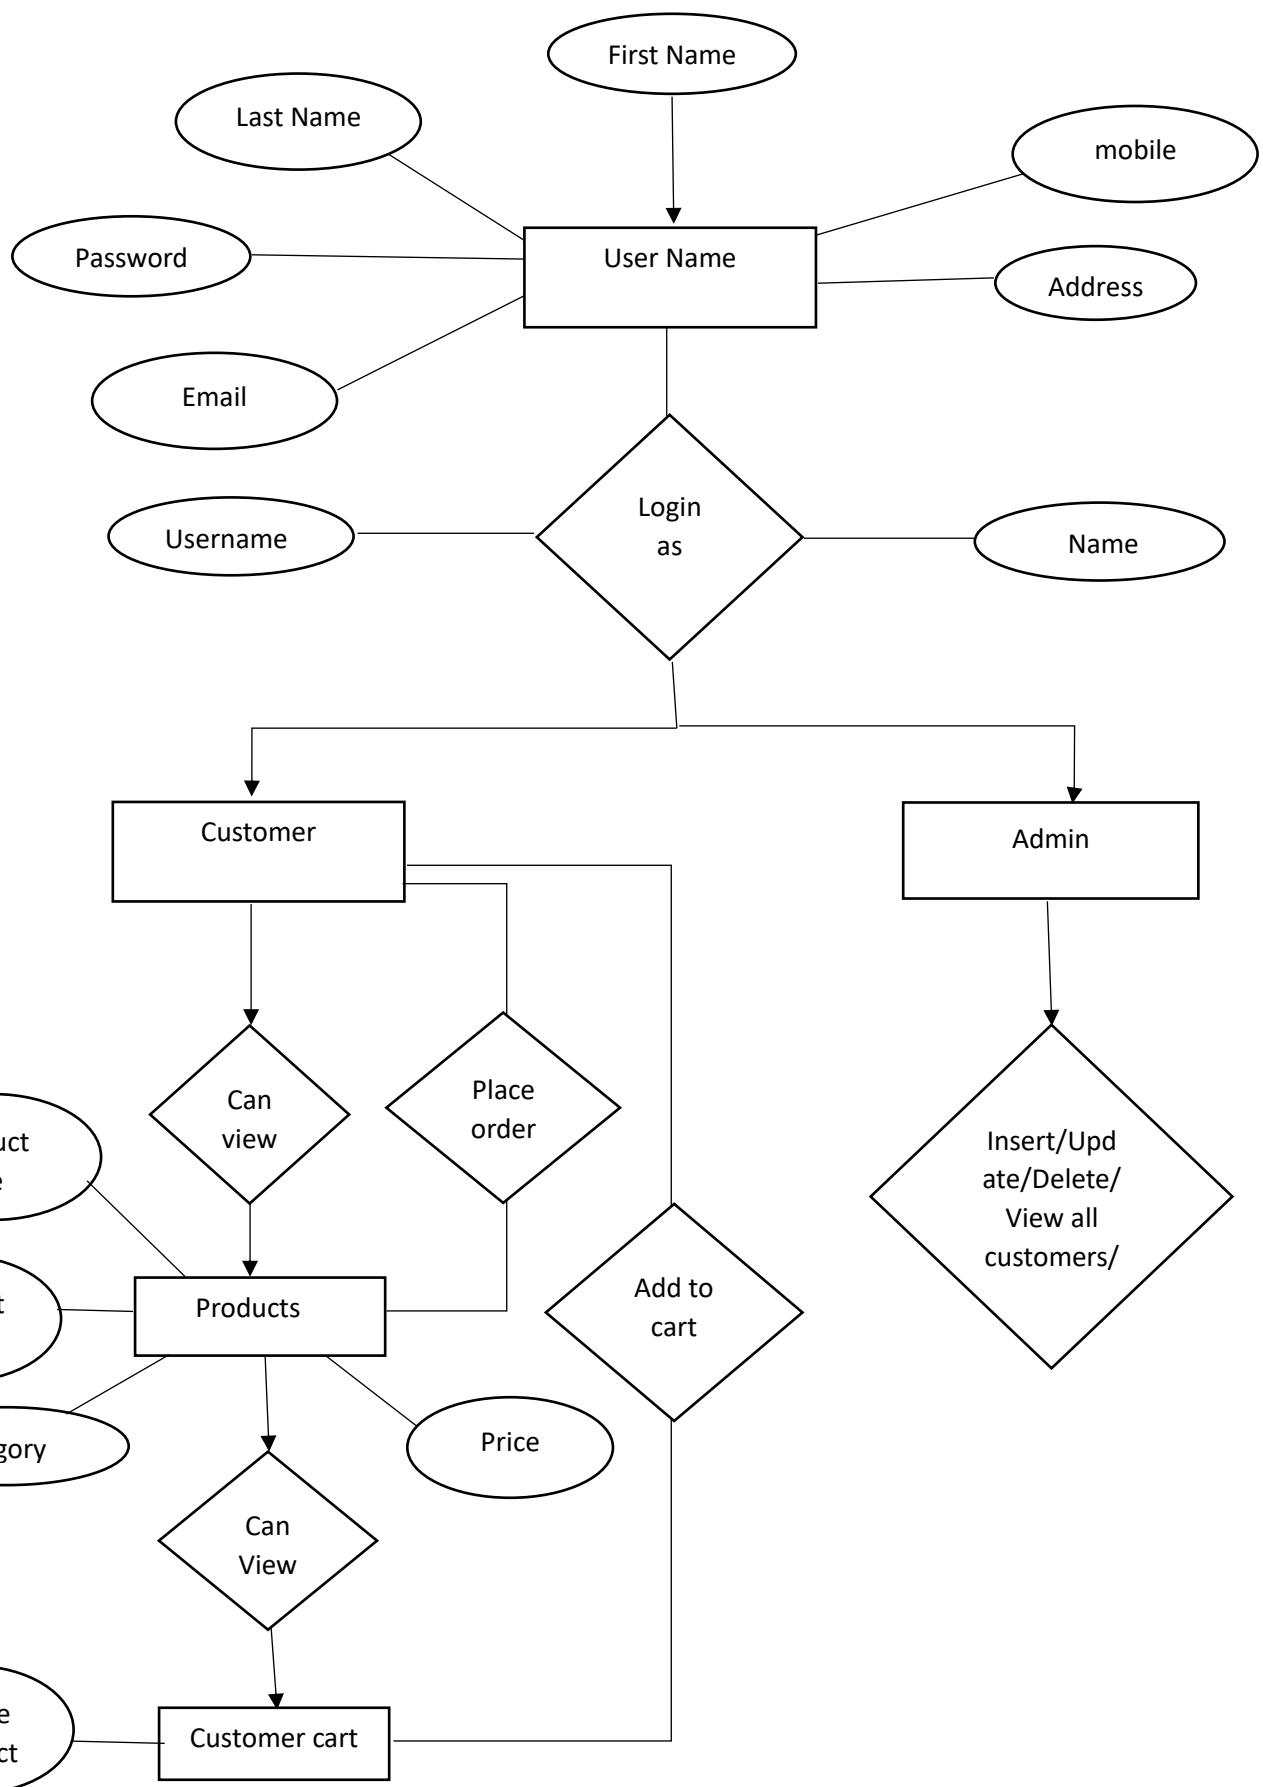 First Name
Last Name
mobile
Password
User Name
Address
Email
Login
as
Username
Name
Customer
Admin
Can
view
Place
order
Insert/Upd
ate/Delete/
View all
customers/
Products
Add to
cart
Price
Can
View
Customer cart